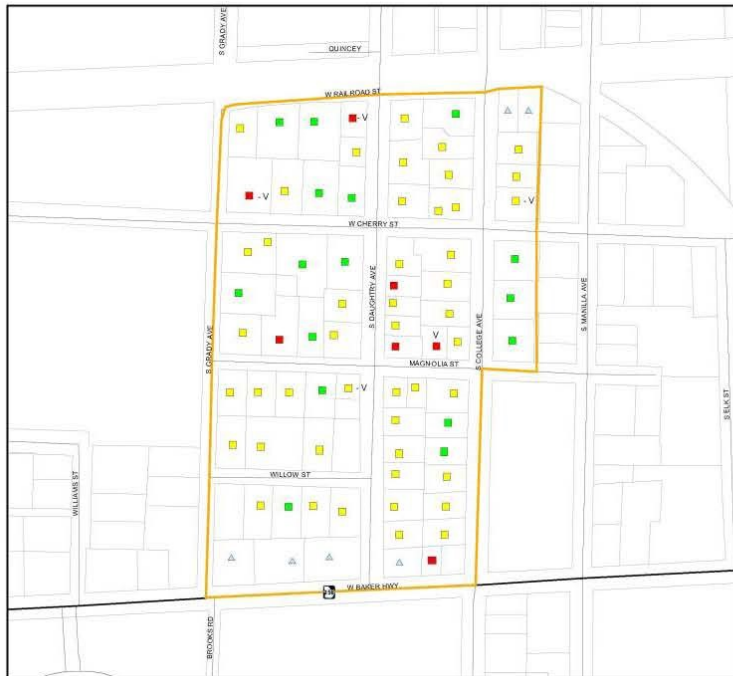 S GRADY AVE
QUINCEY
W RAILROAD ST
- V
- V
- V
W CHERRY ST
S DAUGHTRY AVE
S GRADY AVE
S COLLEGE AVE
S MANILLA AVE
V
MAGNOLIA ST
S ELK ST
- V
WILLOW ST
WILLIAMS ST
W BAKER HWY
BROOKS RD